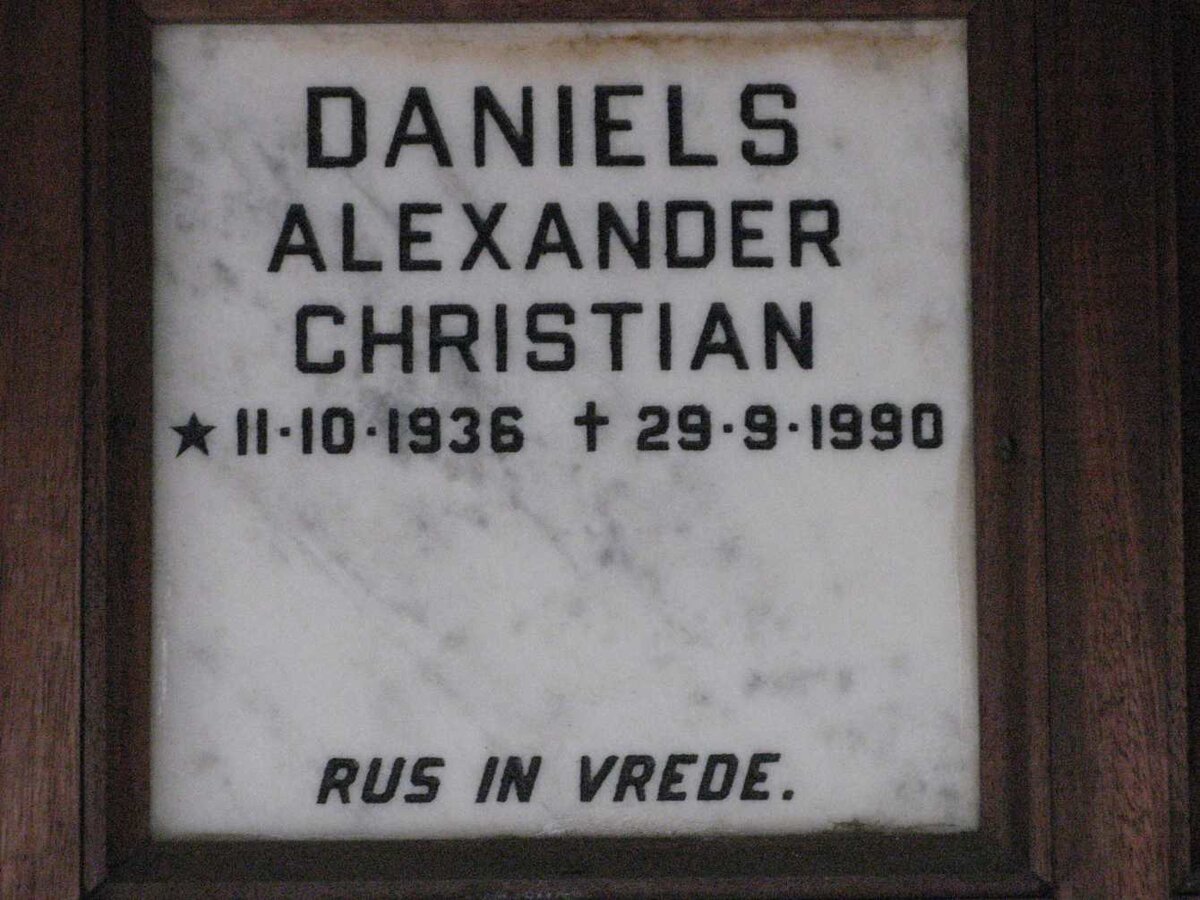 DANIELS
ALEXANDER
CHRISTIAN
★ 11·10·1936 † 29·9·1990
RUS IN VREDE.